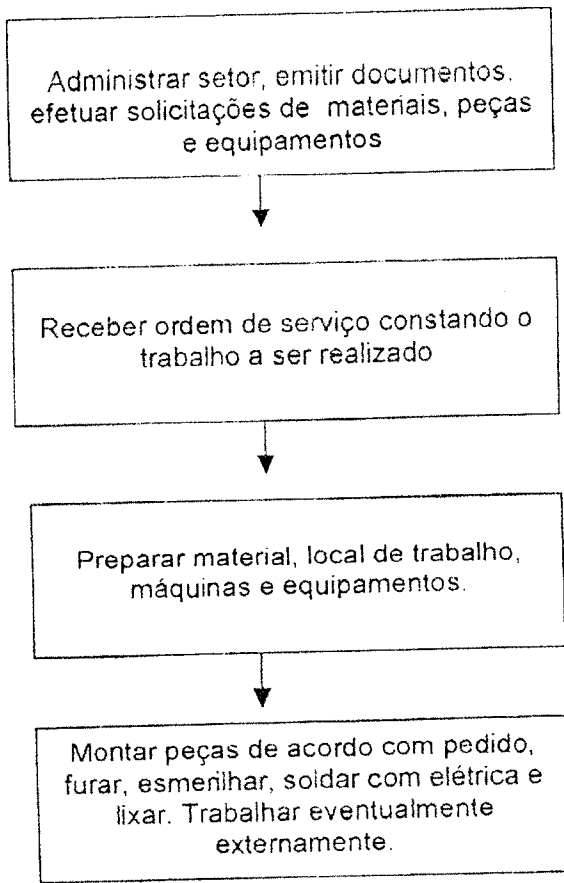 Administrar setor, emitir documentos.
efetuar solicitações de materiais, peças
e equipamentos
Receber ordem de serviço constando o
trabalho a ser realizado
Preparar material, local de trabalho,
máquinas e equipamentos.
Montar peças de acordo com pedido,
furar, esmerilhar, soldar com elétrica e
lixar. Trabalhar eventualmente
externamente.